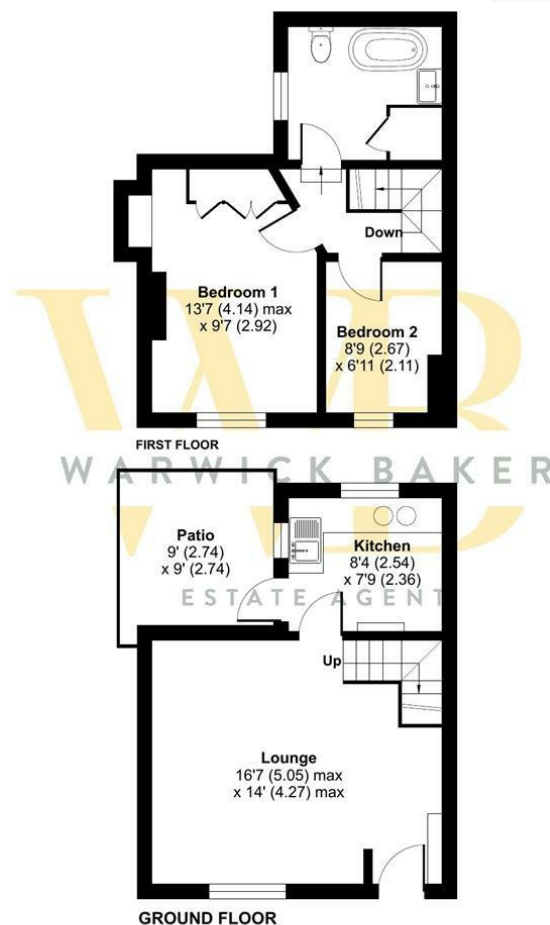 Down
Bedroom 1
13'7 (4.14) max
x 9'7 (2.92)
Bedroom 2
8'9 (2.67)
x 6'11 (2.11)
FIRST FLOOR
WB
WARWICK BAKER
ESTATE AGENT
Patio
9' (2.74)
x 9' (2.74)
Kitchen
8'4 (2.54)
x 7'9 (2.36)
Up
Lounge
16'7 (5.05) max
x 14' (4.27) max
GROUND FLOOR